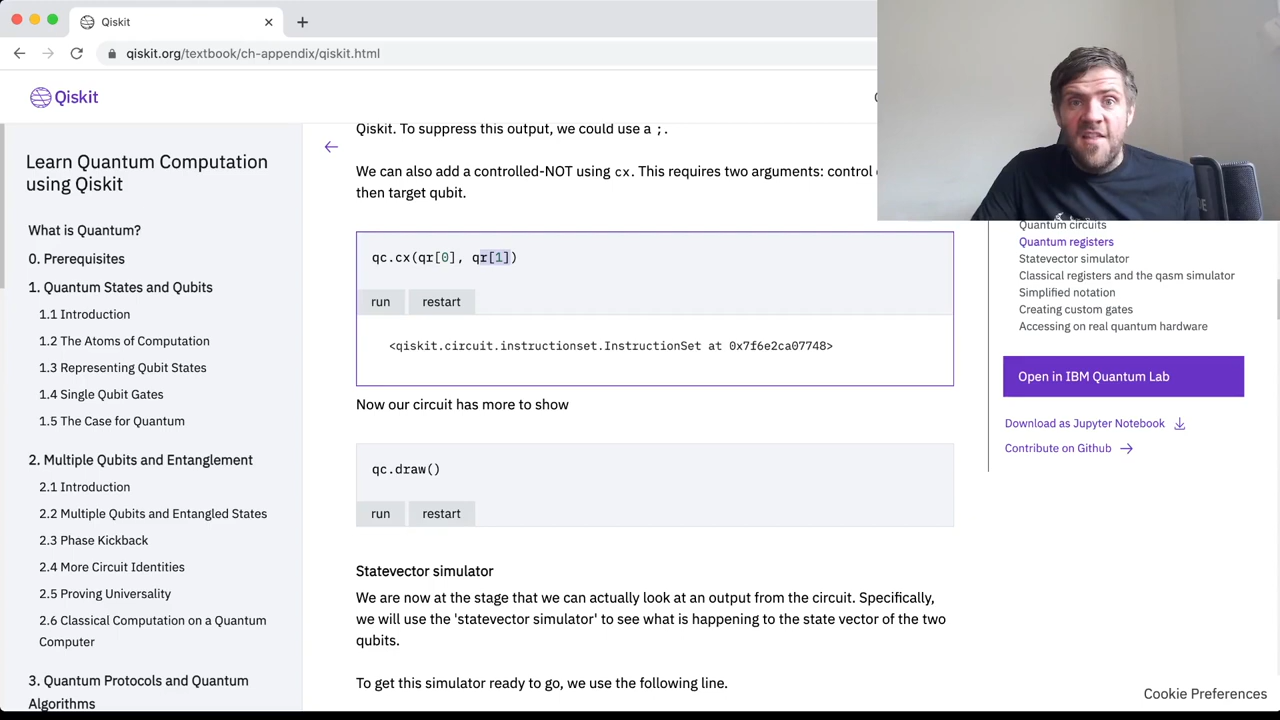 Qiskit
qiskit.org/textbook/ch-appendix/qiskit.html
Qiskit
Learn Quantum Computation
using Qiskit
What is Quantum?
0. Prerequisites
1. Quantum States and Qubits
1.1 Introduction
1.2 The Atoms of Computation
1.3 Representing Qubit States
1.4 Single Qubit Gates
1.5 The Case for Quantum
2. Multiple Qubits and Entanglement
2.1 Introduction
2.2 Multiple Qubits and Entangled States
2.3 Phase Kickback
2.4 More Circuit Identities
2.5 Proving Universality
2.6 Classical Computation on a Quantum
Computer
3. Quantum Protocols and Quantum
Algorithms
Qiskit. To suppress this output, we could use a ;.
We can also add a controlled-NOT using cx. This requires two arguments: control
then target qubit.
qc.cx(qr[0], qr[1])
run restart
<qiskit.circuit.instructionset.InstructionSet at 0x7f6e2ca07748>
Now our circuit has more to show
qc.draw()
run restart
Statevector simulator
We are now at the stage that we can actually look at an output from the circuit. Specifically,
we will use the 'statevector simulator' to see what is happening to the state vector of the two
qubits.
To get this simulator ready to go, we use the following line.
Quantum circuits
Quantum registers
Statevector simulator
Classical registers and the qasm simulator
Simplified notation
Creating custom gates
Accessing on real quantum hardware
Open in IBM Quantum Lab
Download as Jupyter Notebook
Contribute on Github
Cookie Preferences